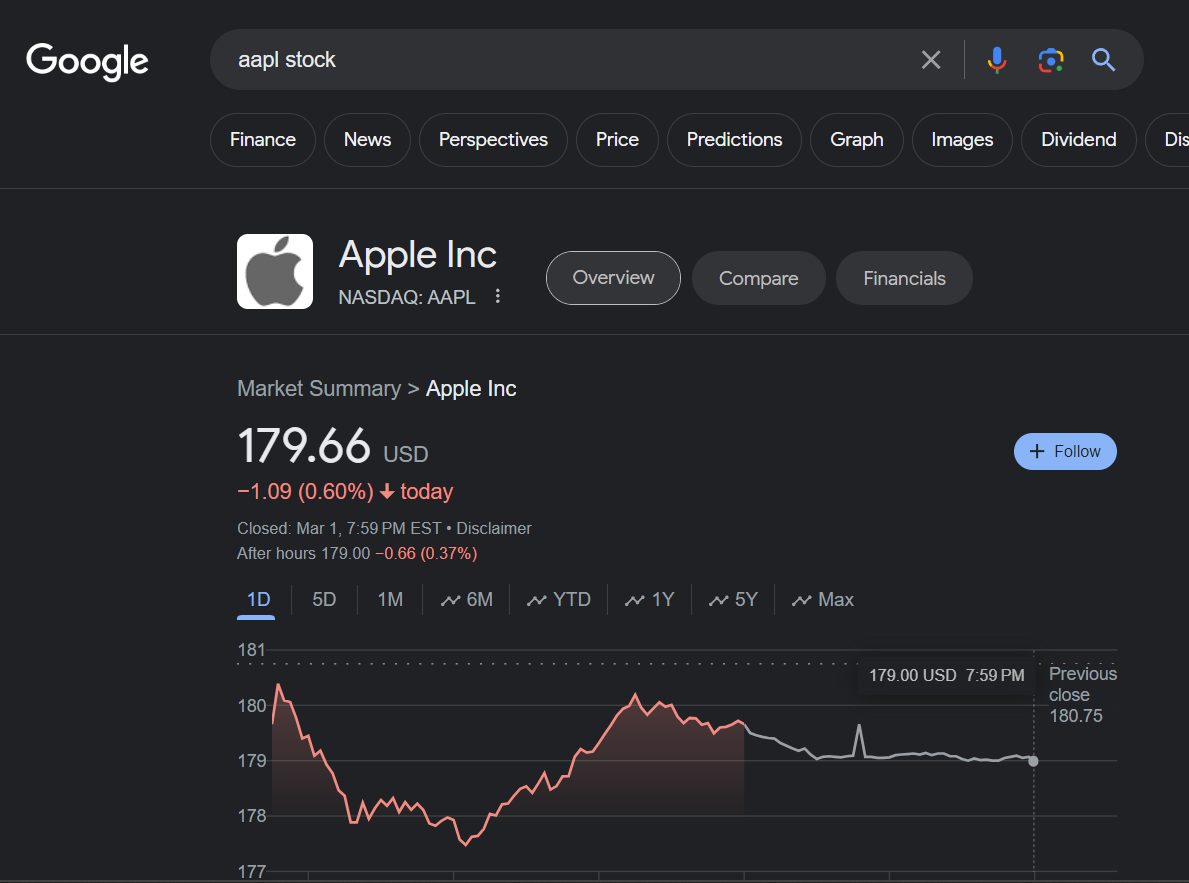 Google
aapl stock
Finance News Perspectives Price Predictions Graph Images Dividend
Apple Inc
NASDAQ: AAPL
Overview Compare Financials
Market Summary > Apple Inc
179.66 USD
−1.09 (0.60%) today
+ Follow
Closed: Mar 1, 7:59 PM EST • Disclaimer
After hours 179.00 −0.66 (0.37%)
1D 5D 1M 6M YTD 1Y 5Y Max
181
179.00 USD 7:59 PM
Previous
close
180.75
180
179
178
177